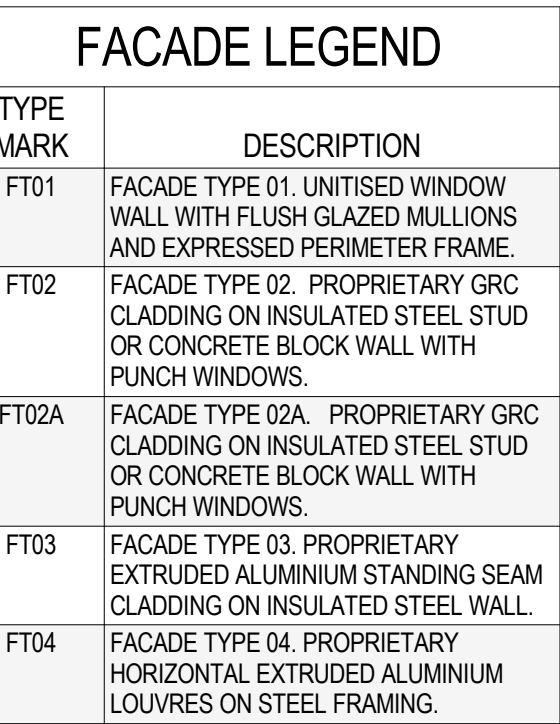 FACADE LEGEND
TYPE
MARK
DESCRIPTION
FT01
FACADE TYPE 01. UNITISED WINDOW
WALL WITH FLUSH GLAZED MULLIONS
AND EXPRESSED PERIMETER FRAME.
FT02
FACADE TYPE 02. PROPRIETARY GRC
CLADDING ON INSULATED STEEL STUD
OR CONCRETE BLOCK WALL WITH
PUNCH WINDOWS.
FT02A
FACADE TYPE 02A. PROPRIETARY GRC
CLADDING ON INSULATED STEEL STUD
OR CONCRETE BLOCK WALL WITH
PUNCH WINDOWS.
FT03
FACADE TYPE 03. PROPRIETARY
EXTRUDED ALUMINIUM STANDING SEAM
CLADDING ON INSULATED STEEL WALL.
FT04
FACADE TYPE 04. PROPRIETARY
HORIZONTAL EXTRUDED ALUMINIUM
LOUVRES ON STEEL FRAMING.